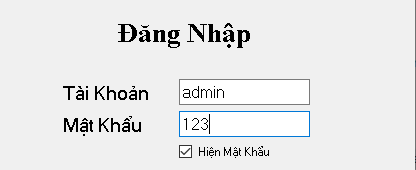 Đăng Nhập
Tài Khoản admin
Mật Khẩu 123
Hiện Mật Khẩu